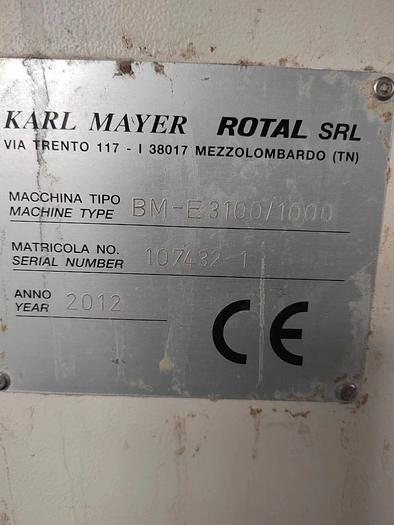 KARL MAYER ROTAL SRL
VIA TRENTO 117 - I 38017 MEZZOLOMBARDO (TN)
MACCHINA TIPO
MACHINE TYPE BM-E3100/1000
MATRICOLA NO.
SERIAL NUMBER 107432-1
ANNO
YEAR 2012
CE